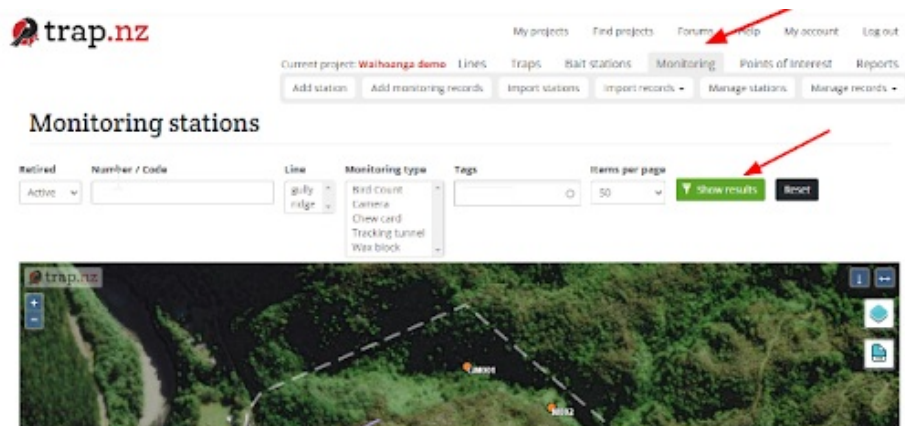 trap.nz
My projects Find projects Forums Help My account Log out
Current project: Waihoanga demo Lines Traps Bait stations Monitoring Points of Interest Reports
Add station Add monitoring records Import stations Import records Manage stations Manage records
Monitoring stations
Retired Number / Code Line Monitoring type Tags Items per page
Active gully Bird Count 50 Show results Reset
ridge Camera
Chew card
Tracking tunnel
Wax block
trap.nz
+
-